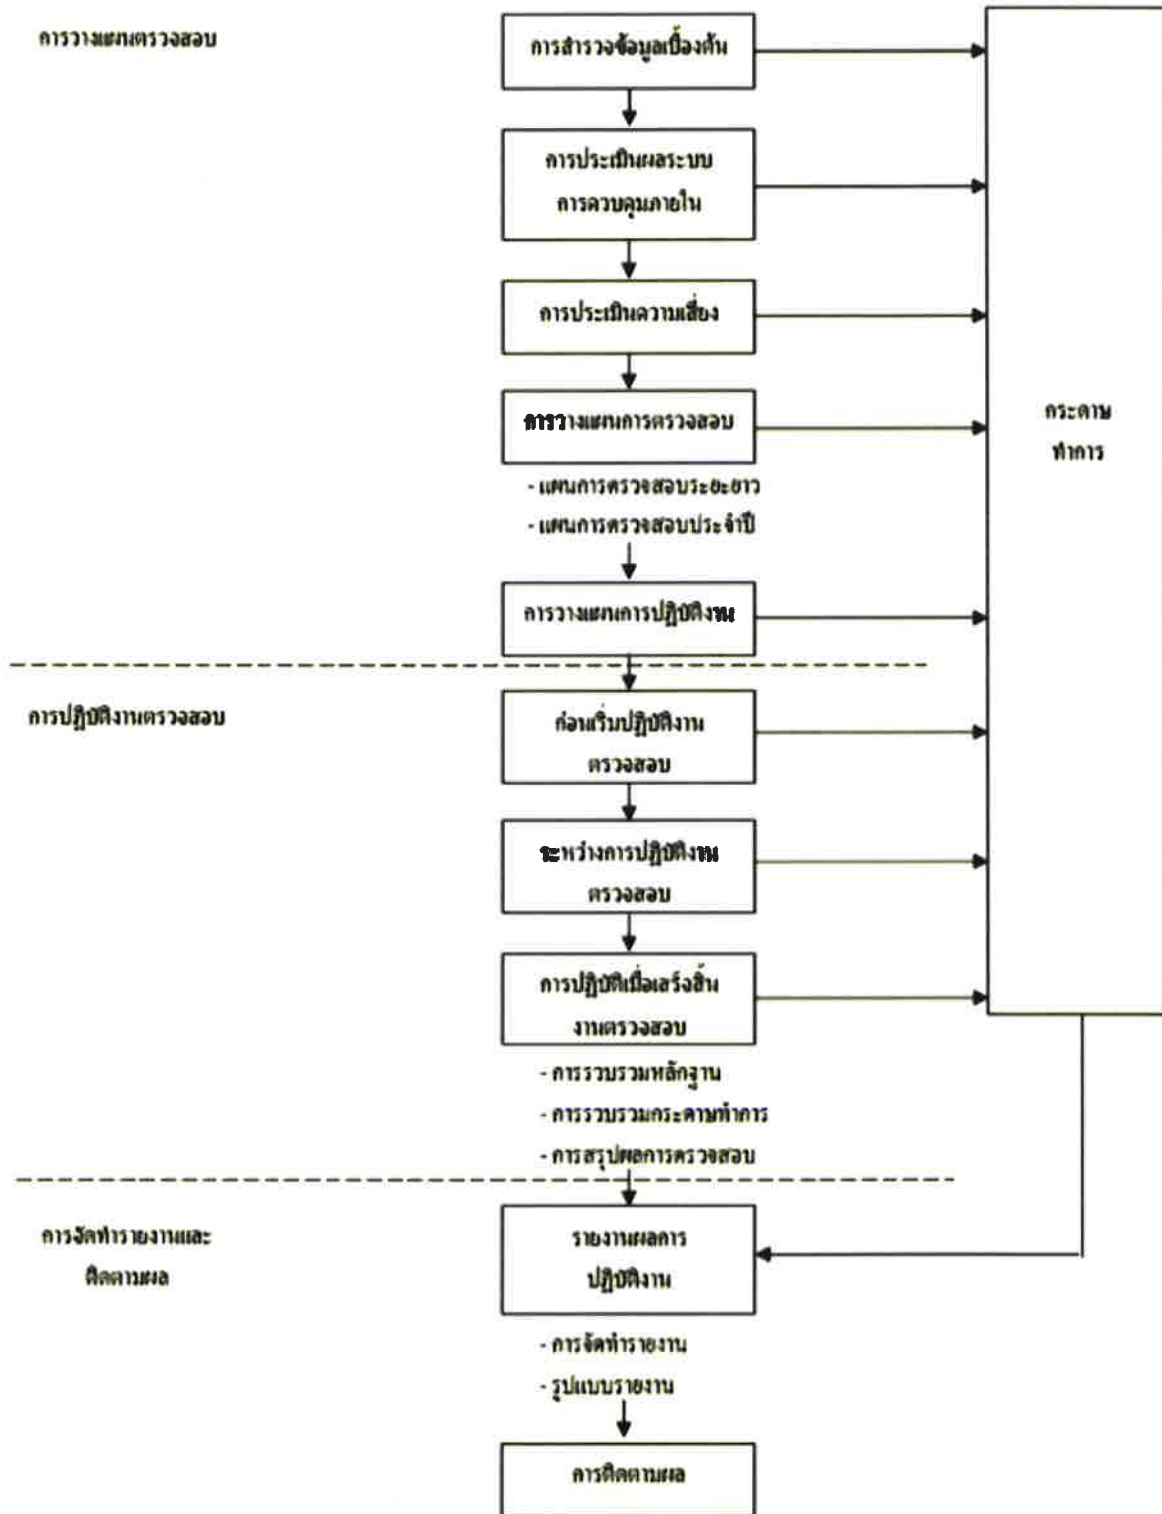 การวางแผนตรวจสอบ
การสำรวจข้อมูลเบื้องต้น
การประเมินผลระบบ
การควบคุมภายใน
การประเมินความเสี่ยง
การวางแผนการตรวจสอบ
- แผนการตรวจสอบระยะยาว
- แผนการตรวจสอบประจำปี
การวางแผนการปฏิบัติงาน
กระดาษ
ทำการ
การปฏิบัติงานตรวจสอบ
ก่อนเริ่มปฏิบัติงาน
ตรวจสอบ
ระหว่างการปฏิบัติงาน
ตรวจสอบ
การปฏิบัติเมื่อเสร็จสิ้น
งานตรวจสอบ
- การรวบรวมหลักฐาน
- การรวบรวมกระดาษทำการ
- การสรุปผลการตรวจสอบ
การจัดทำรายงานและ
ติดตามผล
รายงานผลการ
ปฏิบัติงาน
- การจัดทำรายงาน
- รูปแบบรายงาน
การติดตามผล